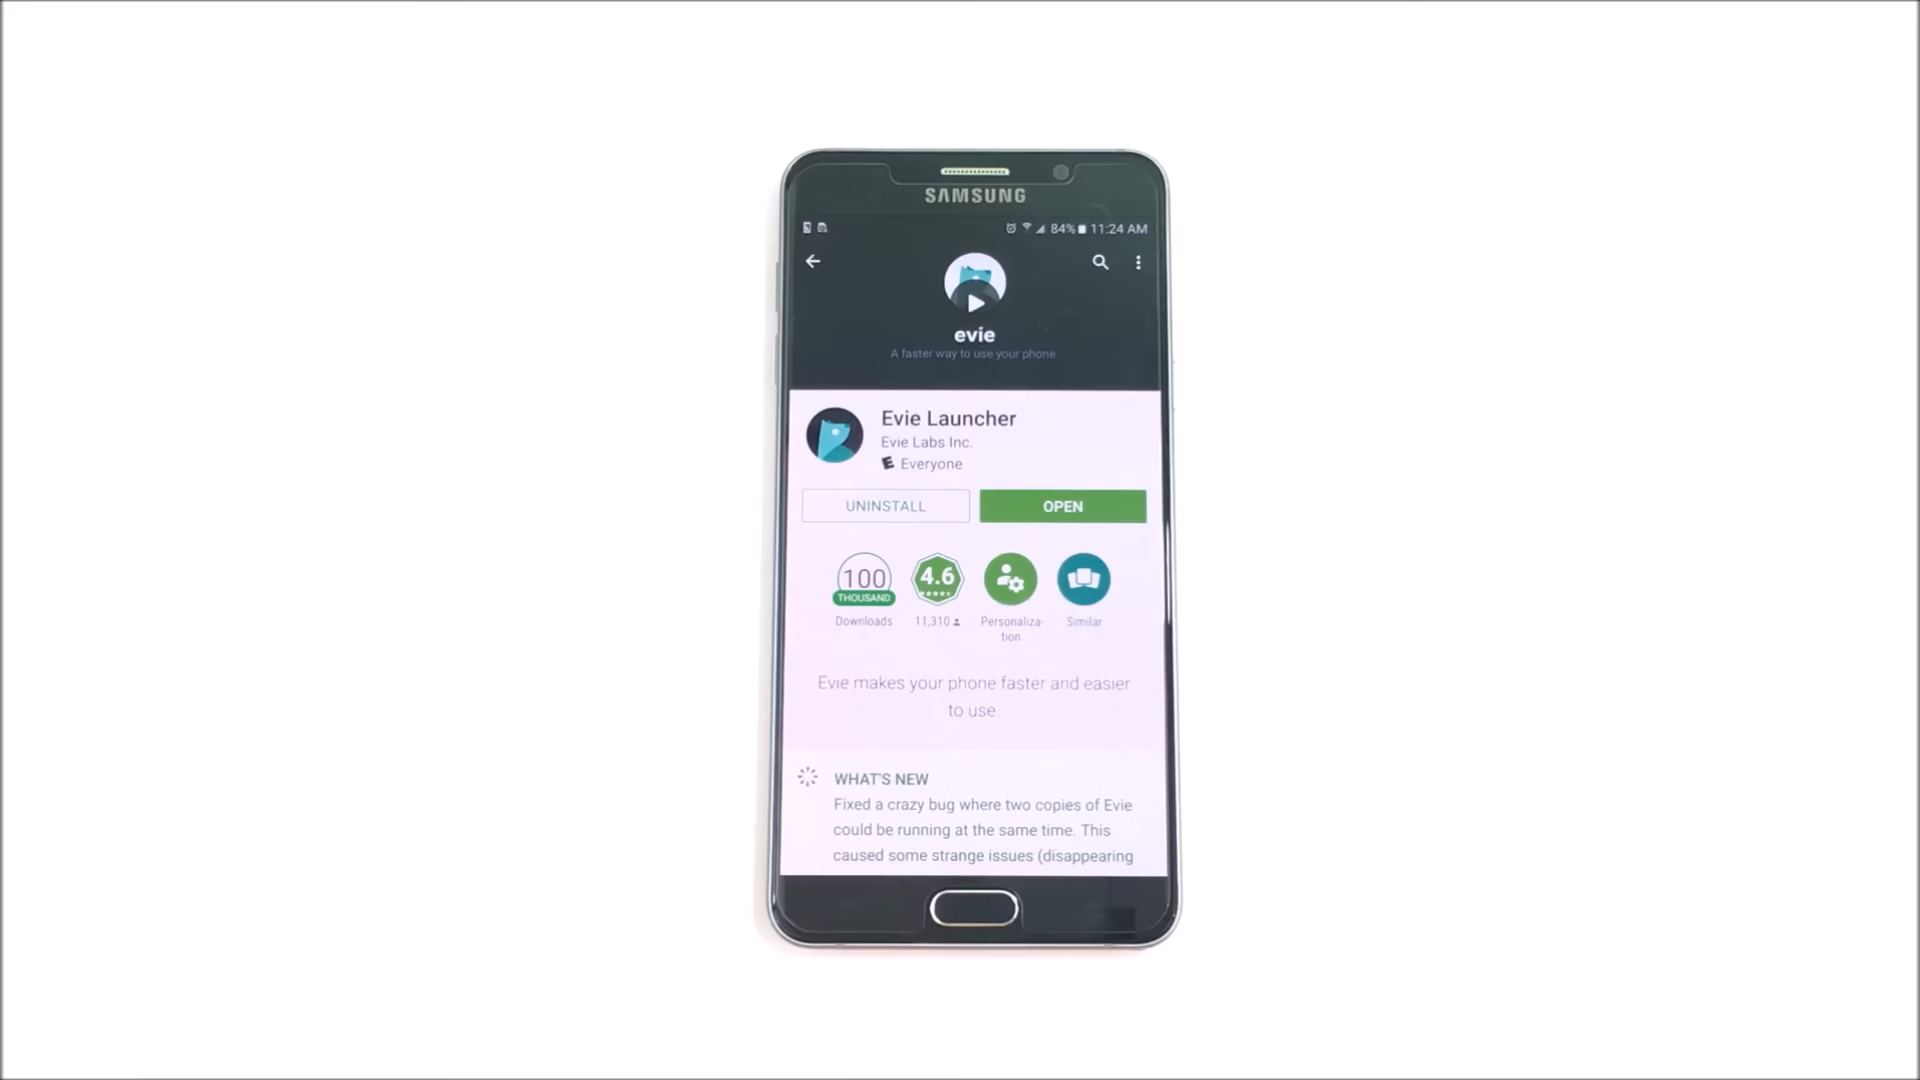 SAMSUNG
84% 11:24 AM
evie
A faster way to use your phone.
Evie Launcher
Evie Labs Inc.
E Everyone
UNINSTALL
OPEN
100
THOUSAND
4.6
Downloads
11,310
Personaliza-
tion
Similar
Evie makes your phone faster and easier
to use
WHAT'S NEW
Fixed a crazy bug where two copies of Evie
could be running at the same time. This
caused some strange issues (disappearing